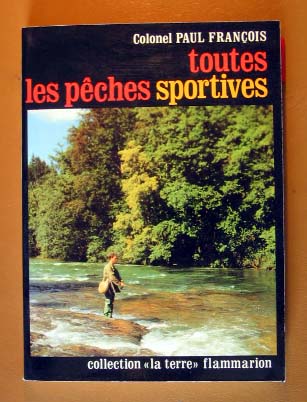 Colonel PAUL FRANÇOIS
toutes
les pêches sportives
collection «la terre» flammarion